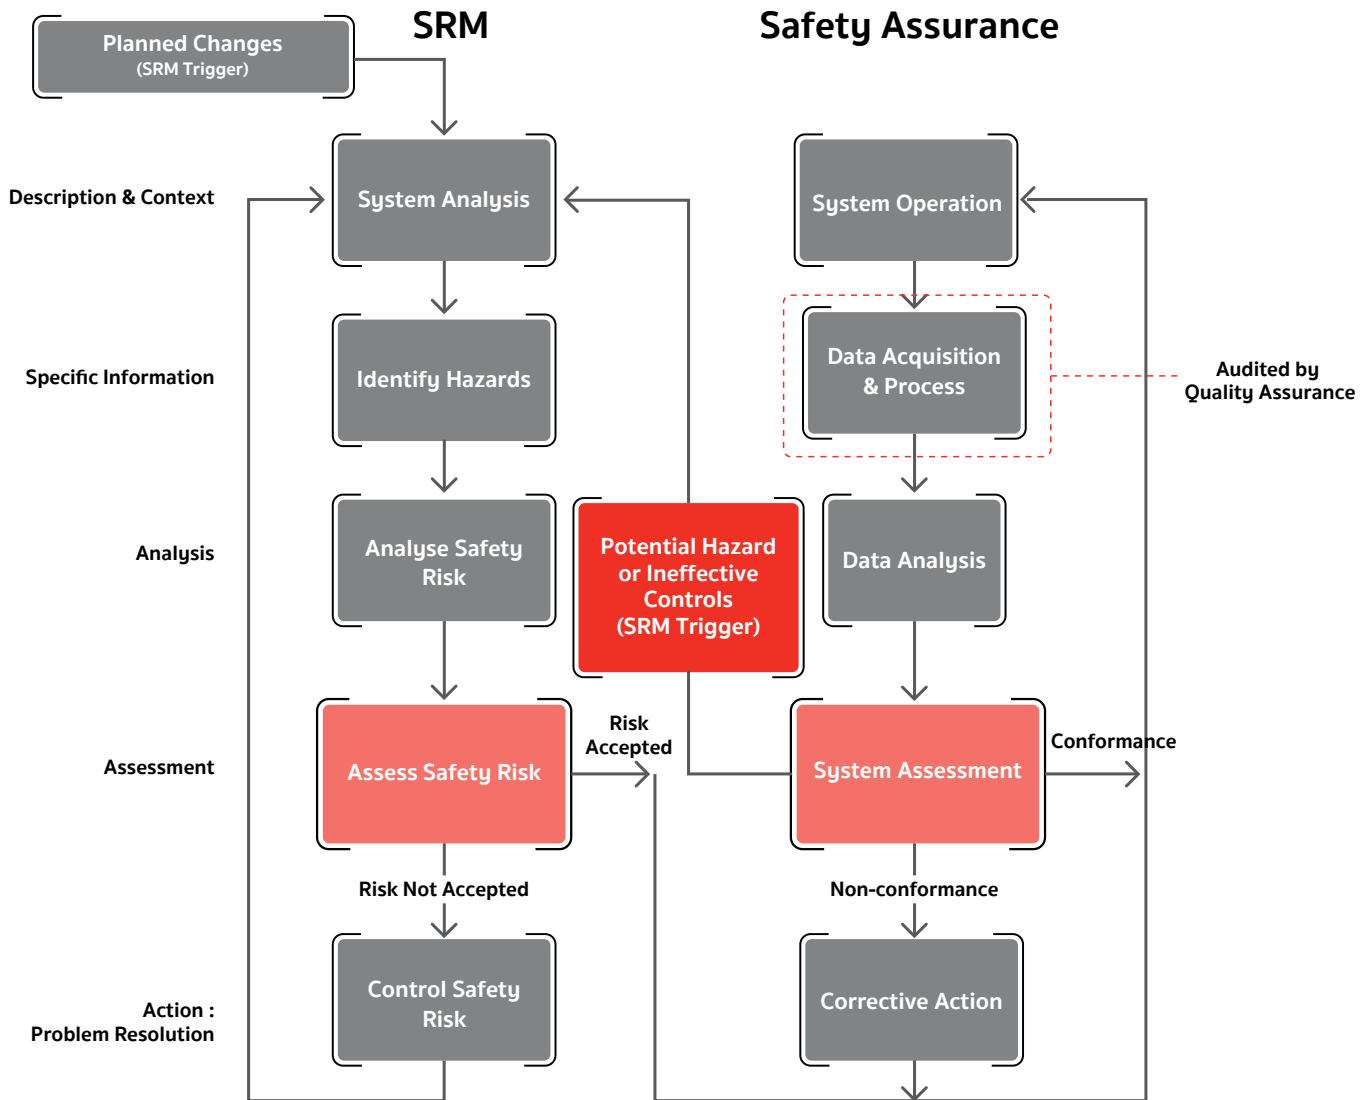 SRM
Safety Assurance
Planned Changes
(SRM Trigger)
Description & Context
System Analysis
System Operation
Specific Information
Identify Hazards
Data Acquisition
& Process
Audited by
Quality Assurance
Analysis
Analyse Safety
Risk
Potential Hazard
or Ineffective
Controls
(SRM Trigger)
Data Analysis
Assessment
Assess Safety Risk
Risk
Accepted
System Assessment
Conformance
Risk Not Accepted
Non-conformance
Action :
Problem Resolution
Control Safety
Risk
Corrective Action